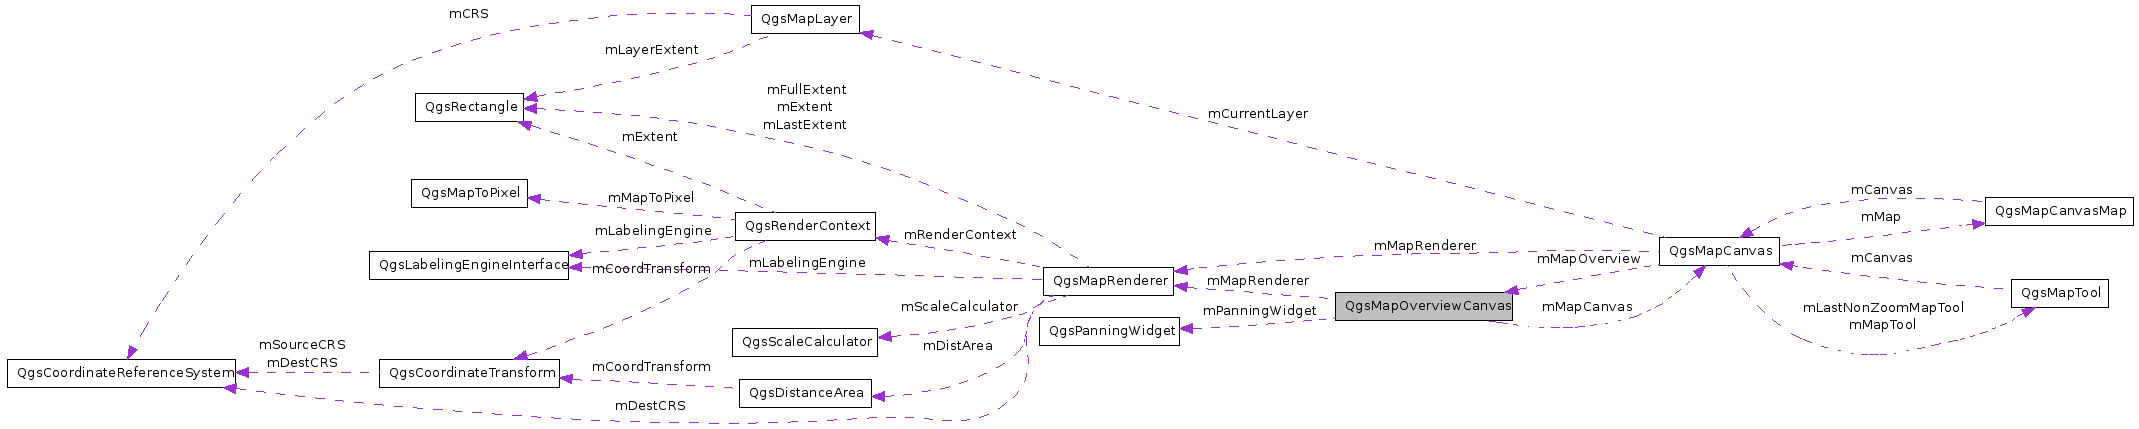 mCRS
QgsMapLayer
mLayerExtent
mFullExtent
mExtent
mLastExtent
QgsRectangle
mCurrentLayer
mExtent
QgsMapToPixel
mMapToPixel
mCanvas
QgsMapCanvasMap
mMap
QgsRenderContext
mLabelingEngine
mRenderContext
mMapRenderer
QgsMapCanvas
mCanvas
QgsLabelingEngineInterface
mCoordTransform
mLabelingEngine
mMapOverview
QgsMapRenderer
mMapRenderer
QgsMapTool
mScaleCalculator
mPanningWidget
QgsMapOverviewCanvas
mMapCanvas
mLastNonZoomMapTool
mMapTool
QgsPanningWidget
QgsScaleCalculator
mDistArea
mSourceCRS
mDestCRS
QgsCoordinateReferenceSystem
QgsCoordinateTransform
mCoordTransform
QgsDistanceArea
mDestCRS